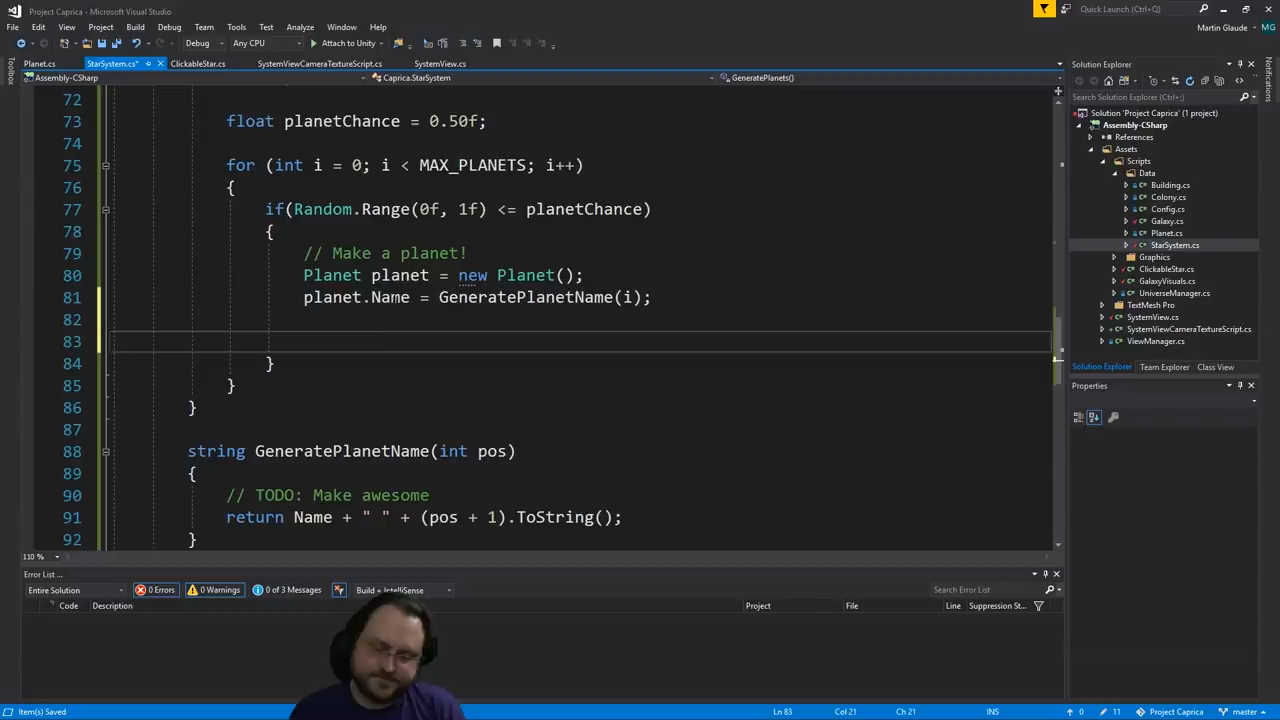 Project Caprica - Microsoft Visual Studio
Quick Launch (Ctrl+Q)
File Edit View Project Build Debug Team Tools Test Analyze Window Help
Martin Glaude MG
Debug Any CPU Attach to Unity
Toolbox
Planet.cs StarSystem.cs* ClickableStar.cs SystemViewCameraTextureScript.cs SystemView.cs
Assembly-CSharp Caprica.StarSystem GeneratePlanets()
72
73 float planetChance = 0.50f;
74
75 for (int i = 0; i < MAX_PLANETS; i++)
76 {
77 if(Random.Range(0f, 1f) <= planetChance)
78 {
79 // Make a planet!
80 Planet planet = new Planet();
81 planet.Name = GeneratePlanetName(i);
82
83
84 }
85 }
86 }
87
88 string GeneratePlanetName(int pos)
89 {
90 // TODO: Make awesome
91 return Name + " " + (pos + 1).ToString();
92 }
110 %
Solution Explorer
Search Solution Explorer (Ctrl+;)
Solution 'Project Caprica' (1 project)
Assembly-CSharp
References
Assets
Scripts
Data
Building.cs
Colony.cs
Config.cs
Galaxy.cs
Planet.cs
StarSystem.cs
Graphics
ClickableStar.cs
GalaxyVisuals.cs
UniverseManager.cs
TextMesh Pro
SystemView.cs
SystemViewCameraTextureScript.cs
ViewManager.cs
Solution Explorer Team Explorer Class View
Properties
Notifications
Error List ...
Entire Solution 0 Errors 0 Warnings 0 of 3 Messages Build + IntelliSense Search Error List
Code Description Project File Line Suppression St...
Item(s) Saved Ln 83 Col 21 Ch 21 INS 0 11 Project Caprica master